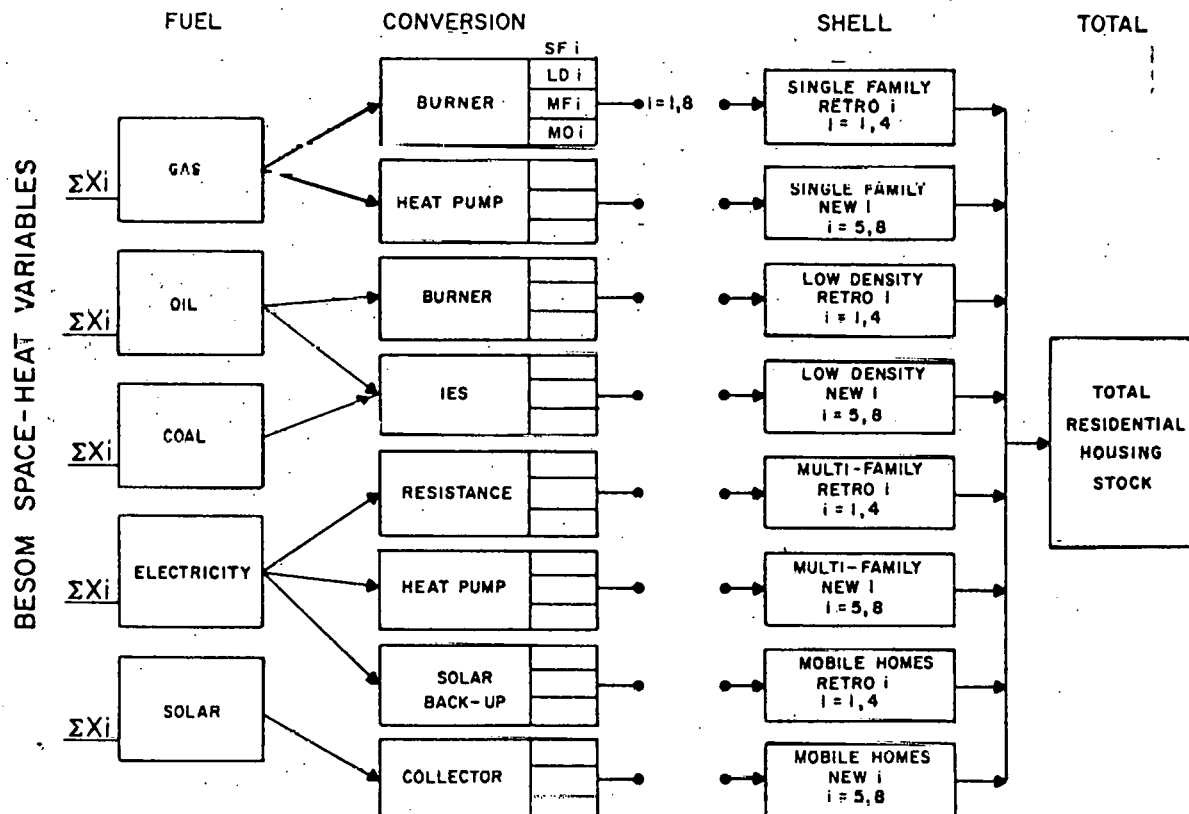 FUEL
CONVERSION
SHELL
TOTAL
BESOM SPACE-HEAT VARIABLES
ΣXi
GAS
ΣXi
OIL
ΣXi
COAL
ΣXi
ELECTRICITY
ΣXi
SOLAR
SF i
BURNER
LD i
MF i
MO i
i = 1,8
HEAT PUMP
BURNER
IES
RESISTANCE
HEAT PUMP
SOLAR
BACK-UP
COLLECTOR
SINGLE FAMILY
RETRO i
i = 1,4
SINGLE FAMILY
NEW i
i = 5,8
LOW DENSITY
RETRO i
i = 1,4
LOW DENSITY
NEW i
i = 5,8
MULTI-FAMILY
RETRO i
i = 1,4
MULTI-FAMILY
NEW i
i = 5,8
MOBILE HOMES
RETRO i
i = 1,4
MOBILE HOMES
NEW i
i = 5,8
TOTAL
RESIDENTIAL
HOUSING
STOCK